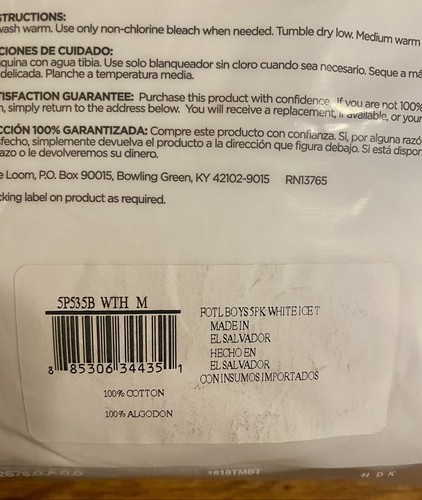 STRUCTIONS:
wash warm. Use only non-chlorine bleach when needed. Tumble dry low. Medium warm
CIONES DE CUIDADO:
quina con agua tibia. Use solo blanqueador sin cloro cuando sea necesario. Seque a má
delicada. Planche a temperatura media.
TISFACTION GUARANTEE: Purchase this product with confidence. If you are not 100%
n, simply return to the address below. You will receive a replacement, if available, or your
CCIÓN 100% GARANTIZADA: Compre este producto con confianza. Si, por alguna razó
sfecho, simplemente devuelva el producto a la dirección que figura debajo. Si está dispon
azo o le devolveremos su dinero.
e Loom, P.O. Box 90015, Bowling Green, KY 42102-9015 RN13765
cking label on product as required.
5P535B WTH M
FOTL BOYS 5PK WHITE ICE T
MADE IN
EL SALVADOR
HECHO EN
EL SALVADOR
CON INSUMOS IMPORTADOS
8 85306 34435 1
100% COTTON
100% ALGODON
1618TMBT
H D K